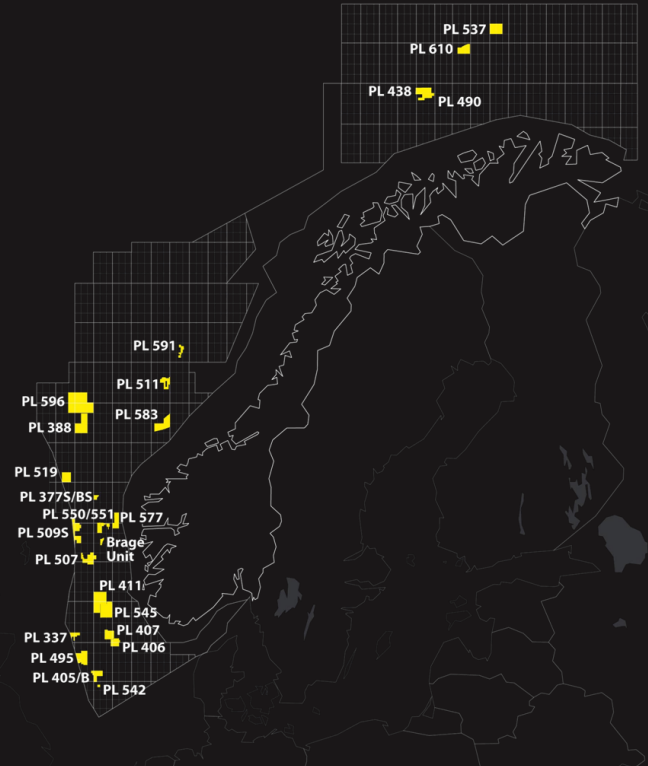 PL 537
PL 610
PL 438
PL 490
PL 591
PL 511
PL 596
PL 583
PL 388
PL 519
PL 377S/BS
PL 550/551
PL 577
PL 509S
Brage
Unit
PL 507
PL 411
PL 545
PL 407
PL 337
PL 406
PL 495
PL 405/B
PL 542